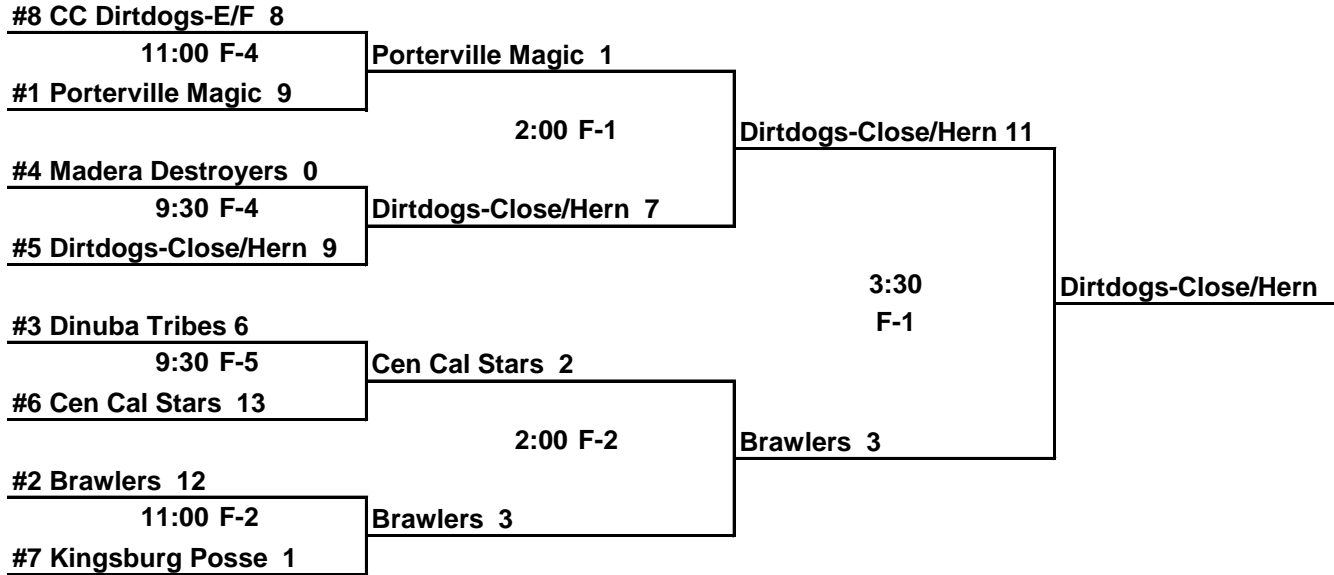 #8 CC Dirtdogs-E/F 8
11:00 F-4
Porterville Magic 1
#1 Porterville Magic 9
2:00 F-1
Dirtdogs-Close/Hern 11
#4 Madera Destroyers 0
9:30 F-4
Dirtdogs-Close/Hern 7
#5 Dirtdogs-Close/Hern 9
3:30
F-1
Dirtdogs-Close/Hern
#3 Dinuba Tribes 6
9:30 F-5
Cen Cal Stars 2
#6 Cen Cal Stars 13
2:00 F-2
Brawlers 3
#2 Brawlers 12
11:00 F-2
Brawlers 3
#7 Kingsburg Posse 1